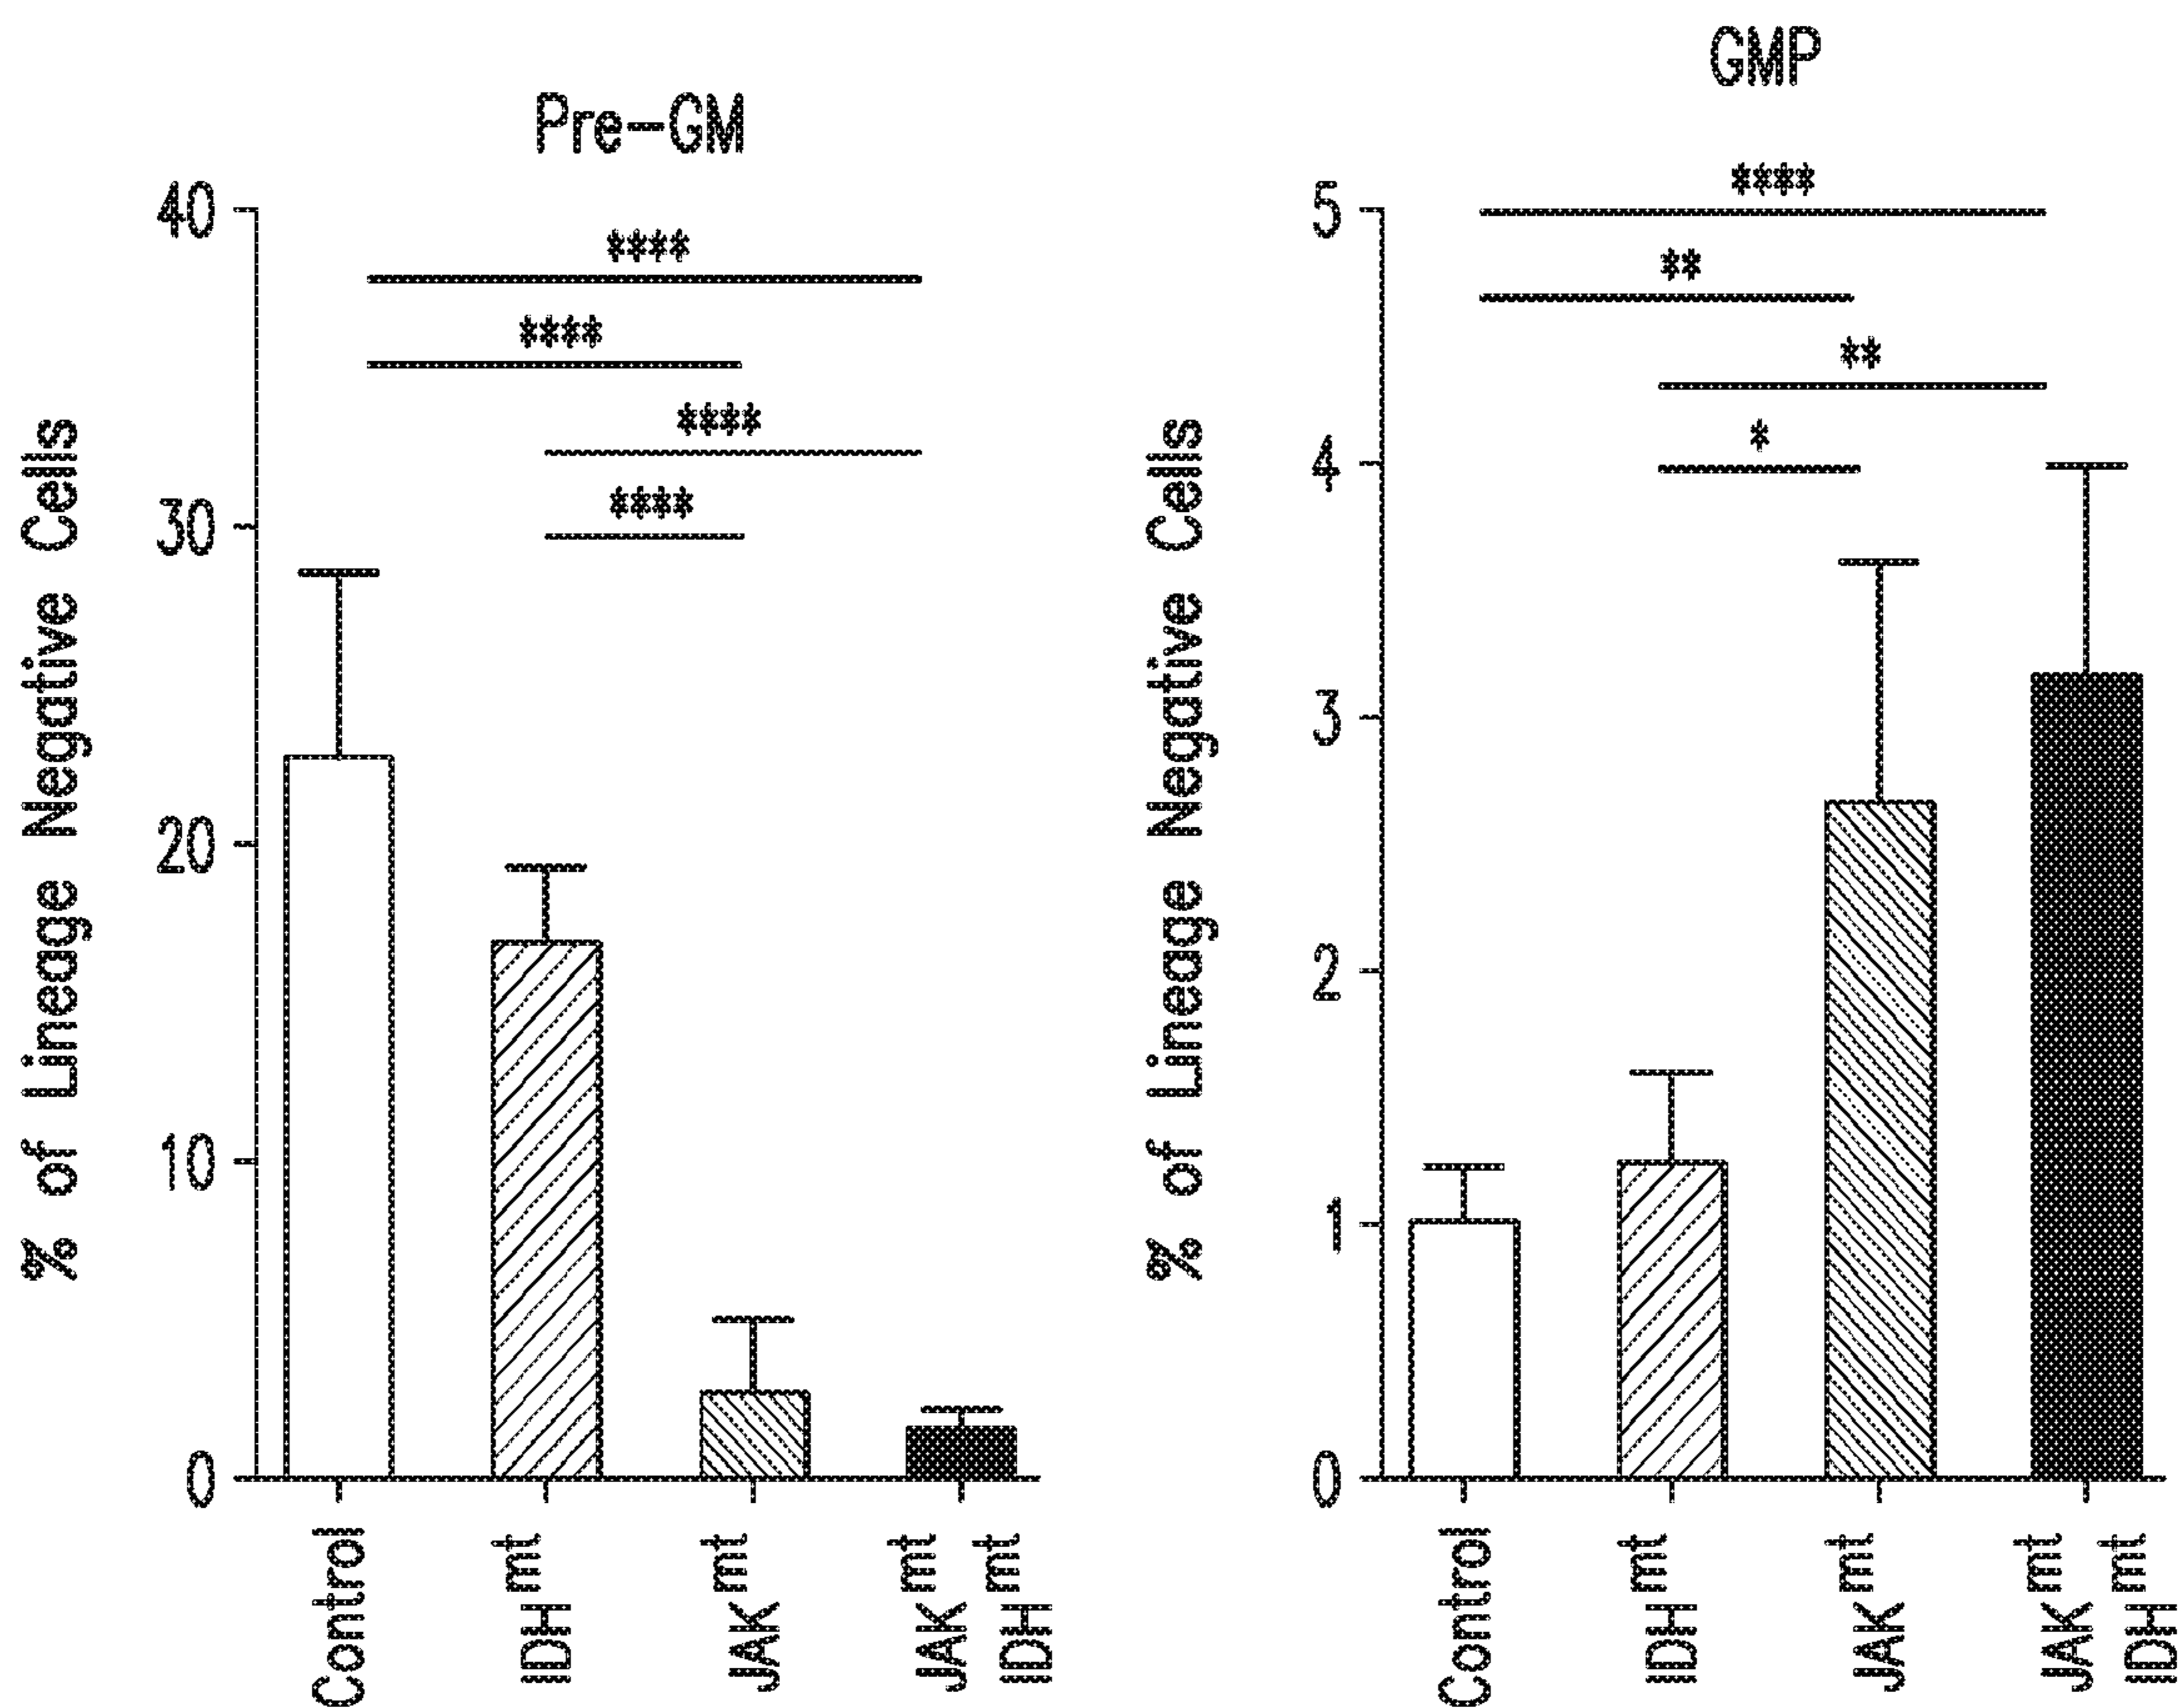 Pre-GM
% of Lineage Negative Cells
40
30
20
10
0
****
****
****
****
Control
IDH mt
JAK mt
JAK mt
IDH mt
GMP
% of Lineage Negative Cells
5
4
3
2
1
0
****
**
**
*
Control
IDH mt
JAK mt
JAK mt
IDH mt